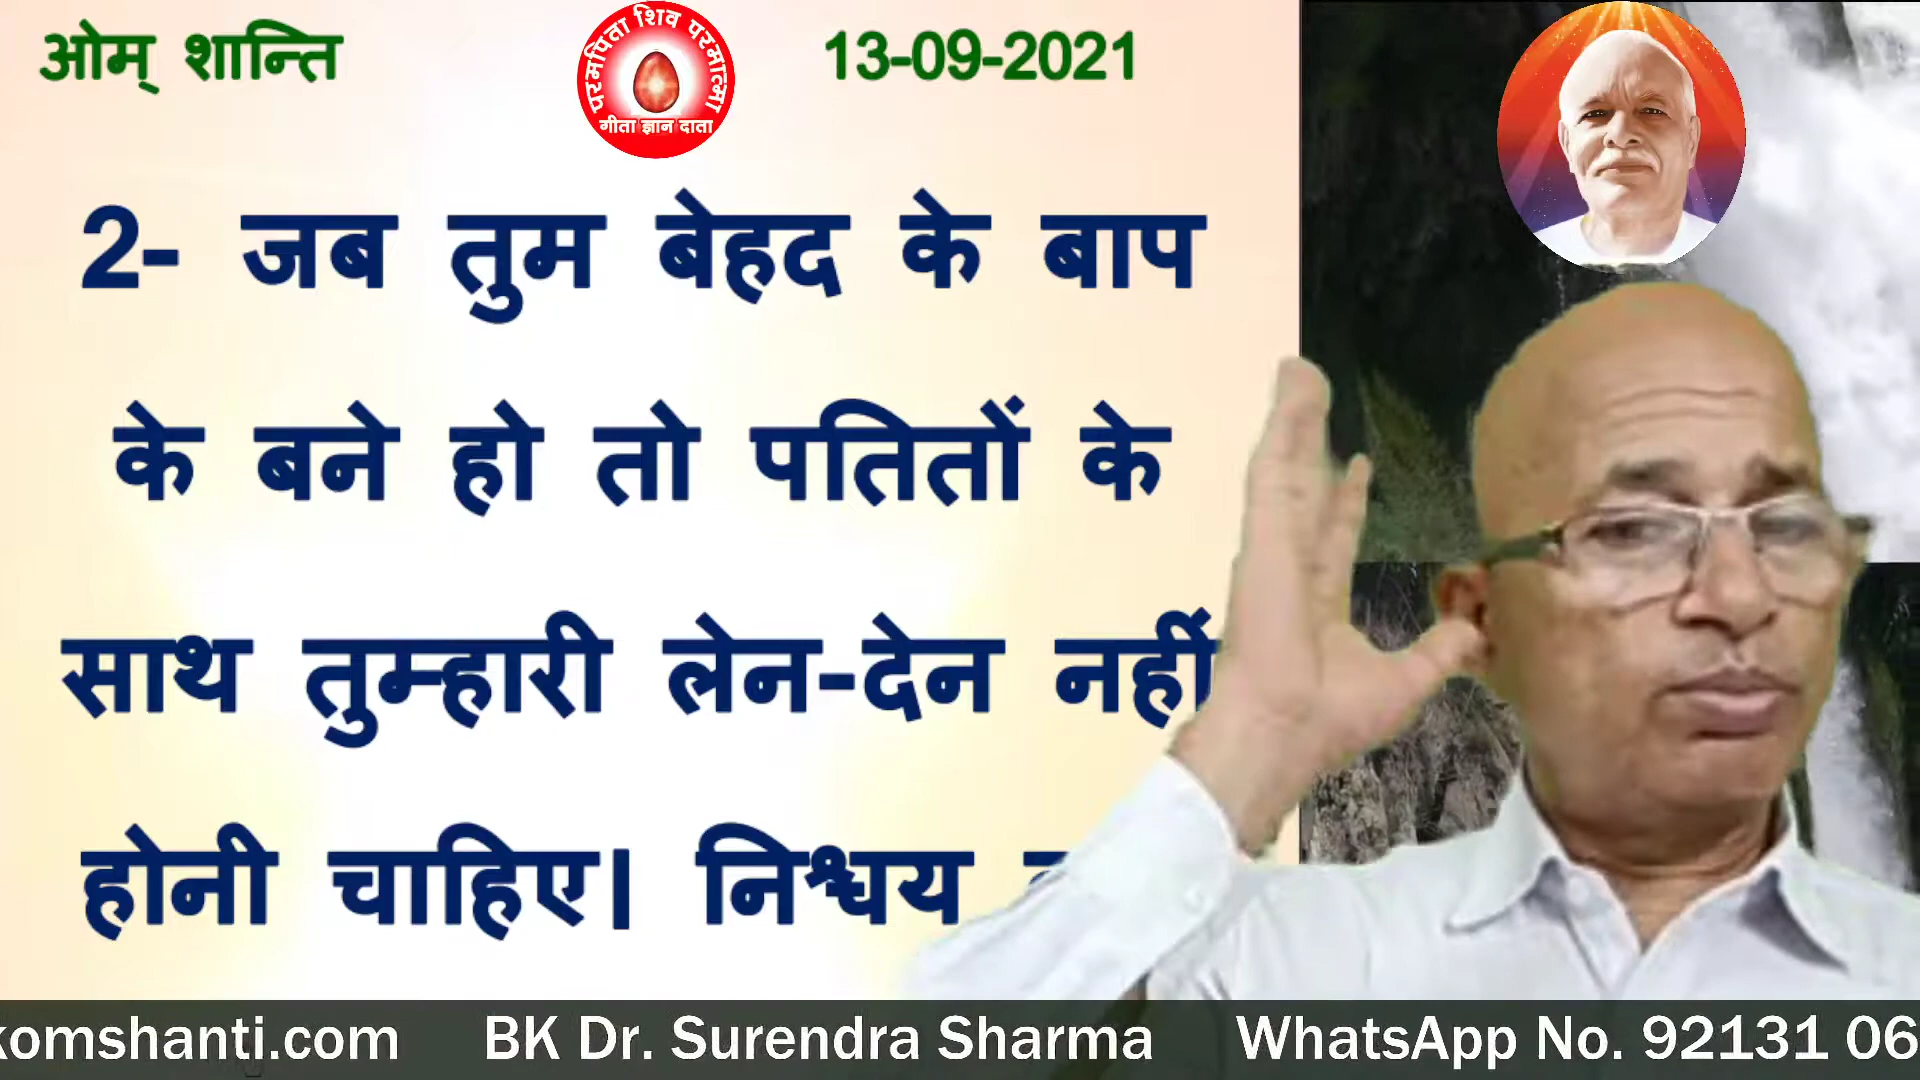 ओम् शान्ति
परमपिता शिव परमात्मा
गीता ज्ञान दाता
13-09-2021
2- जब तुम बेहद के बाप
के बने हो तो पतितों के
साथ तुम्हारी लेन-देन नहीं
होनी चाहिए। निश्चय
komshanti.com BK Dr. Surendra Sharma WhatsApp No. 92131 06